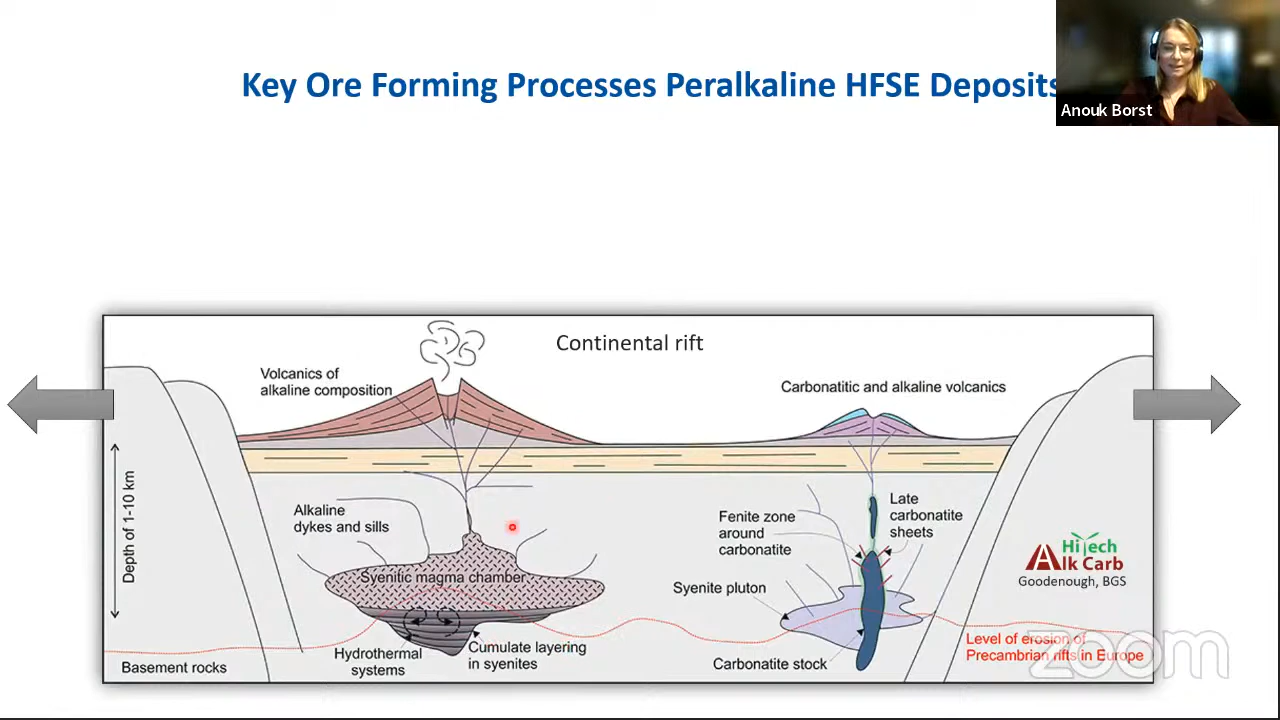 Key Ore Forming Processes Peralkaline HFSE Deposits
Anouk Borst
Continental rift
Volcanics of
alkaline composition
Carbonatitic and alkaline volcanics
Depth of 1-10 km
Alkaline
dykes and sills
Syenitic magma chamber
Fenite zone
around
carbonatite
Late
carbonatite
sheets
Syenite pluton
HiTech
Alk Carb
Goodenough, BGS
Hydrothermal
systems
Cumulate layering
in syenites
Carbonatite stock
Level of erosion of
Precambrian rifts in Europe
Basement rocks
zoom